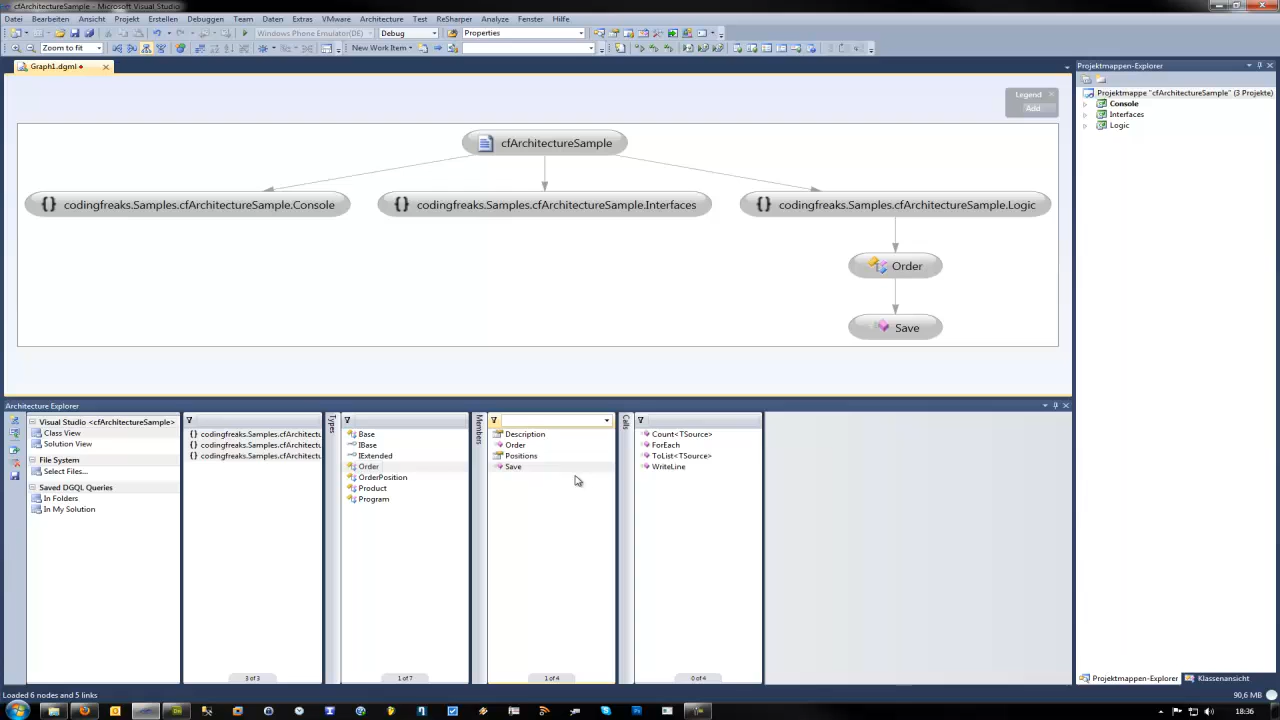 cfArchitectureSample - Microsoft Visual Studio
Datei Bearbeiten Ansicht Projekt Erstellen Debuggen Team Daten Extras VMware Architecture Test ReSharper Analyze Fenster Hilfe
Windows Phone Emulator(DE) Debug Properties
Zoom to fit New Work Item
Graph1.dgml
Legend
Add
cfArchitectureSample
codingfreaks.Samples.cfArchitectureSample.Console
codingfreaks.Samples.cfArchitectureSample.Interfaces
codingfreaks.Samples.cfArchitectureSample.Logic
Order
Save
Projektmappen-Explorer
Projektmappe "cfArchitectureSample" (3 Projekte)
Console
Interfaces
Logic
Architecture Explorer
Visual Studio <cfArchitectureSample>
Class View
Solution View
File System
Select Files...
Saved DGQL Queries
In Folders
In My Solution
{ } codingfreaks.Samples.cfArchitectu
{ } codingfreaks.Samples.cfArchitectu
{ } codingfreaks.Samples.cfArchitectu
3 of 3
Types
Base
IBase
IExtended
Order
OrderPosition
Product
Program
1 of 7
Members
Description
Order
Positions
Save
1 of 4
Calls
Count<TSource>
ForEach
ToList<TSource>
WriteLine
0 of 4
Projektmappen-Explorer Klassenansicht
Loaded 6 nodes and 5 links
90,6 MB
18:36